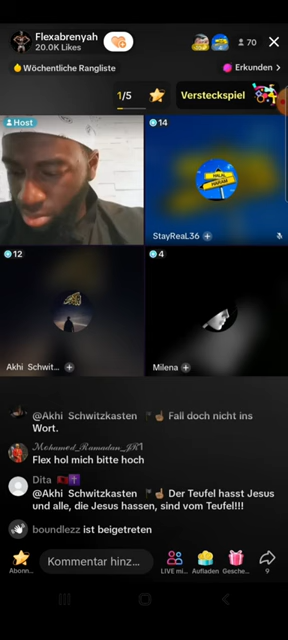 Flexabrenyah
20.0K Likes
70
Wöchentliche Rangliste
Erkunden >
1/5
Versteckspiel
Host
14
HALAL
HARAM
StayReaL36
12
4
Akhi Schwit...
Milena
@Akhi Schwitzkasten 🏴☝🏾 Fall doch nicht ins
Wort.
𝓜𝓸𝓱𝓪𝓶𝓮𝓭_𝓡𝓪𝓶𝓪𝓭𝓪𝓷_𝓙𝓡1
Flex hol mich bitte hoch
Dita 🇦🇱✝️
@Akhi Schwitzkasten 🏴☝🏾 Der Teufel hasst Jesus
und alle, die Jesus hassen, sind vom Teufel!!!
boundlezz ist beigetreten
Kommentar hinz...
Abonn...
LIVE mi...
Aufladen
Gesche...
9